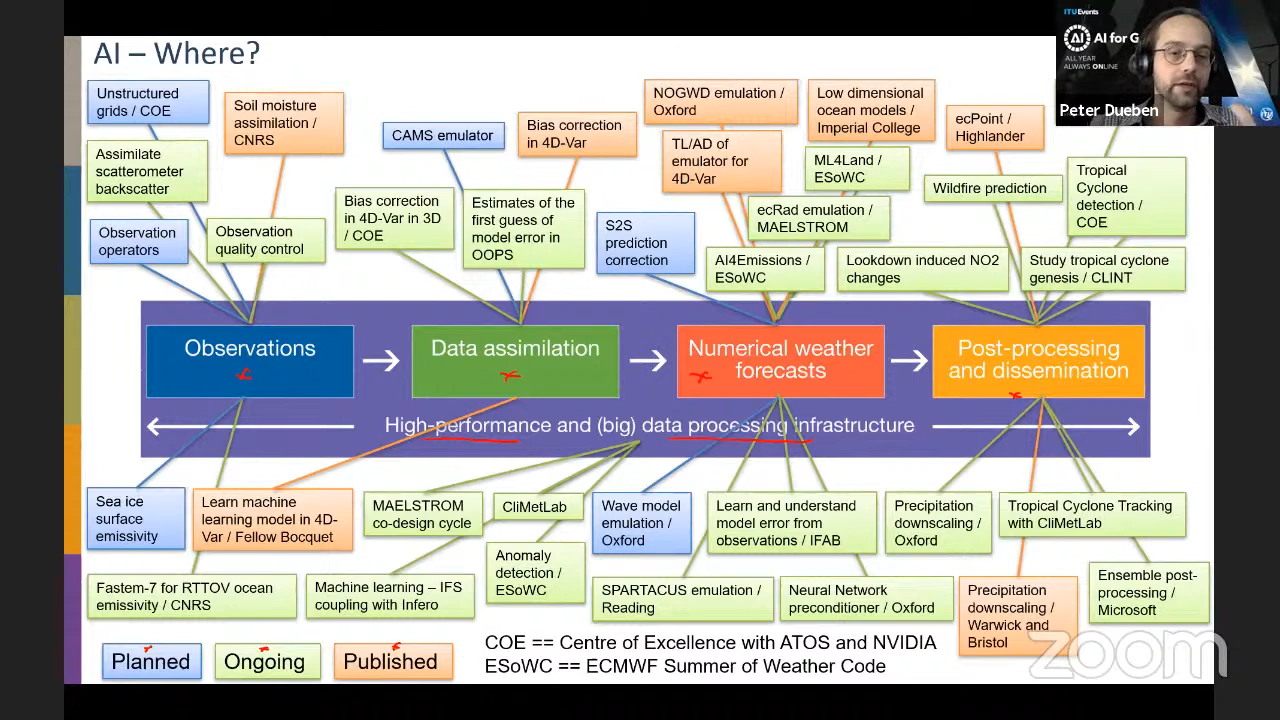 AI – Where?
ITUEvents
AI for G
ALL YEAR
ALWAYS ONLINE
Peter Dueben
Unstructured
grids / COE
Soil moisture
assimilation /
CNRS
Assimilate
scatterometer
backscatter
Observation
operators
Observation
quality control
CAMS emulator
Bias correction
in 4D-Var
Bias correction
in 4D-Var in 3D
/ COE
Estimates of the
first guess of
model error in
OOPS
NOGWD emulation /
Oxford
Low dimensional
ocean models /
Imperial College
TL/AD of
emulator for
4D-Var
ML4Land /
ESoWC
ecRad emulation /
MAELSTROM
S2S
prediction
correction
AI4Emissions /
ESoWC
ecPoint /
Highlander
Wildfire prediction
Tropical
Cyclone
detection /
COE
Lookdown induced NO2
changes
Study tropical cyclone
genesis / CLINT
Observations
Data assimilation
Numerical weather
forecasts
Post-processing
and dissemination
High-performance and (big) data processing infrastructure
Sea ice
surface
emissivity
Learn machine
learning model in 4D-
Var / Fellow Bocquet
MAELSTROM
co-design cycle
CliMetLab
Wave model
emulation /
Oxford
Learn and understand
model error from
observations / IFAB
Precipitation
downscaling /
Oxford
Tropical Cyclone Tracking
with CliMetLab
Fastem-7 for RTTOV ocean
emissivity / CNRS
Machine learning – IFS
coupling with Infero
Anomaly
detection /
ESoWC
SPARTACUS emulation /
Reading
Neural Network
preconditioner / Oxford
Precipitation
downscaling /
Warwick and
Bristol
Ensemble post-
processing /
Microsoft
Planned
Ongoing
Published
COE == Centre of Excellence with ATOS and NVIDIA
ESoWC == ECMWF Summer of Weather Code
zoom